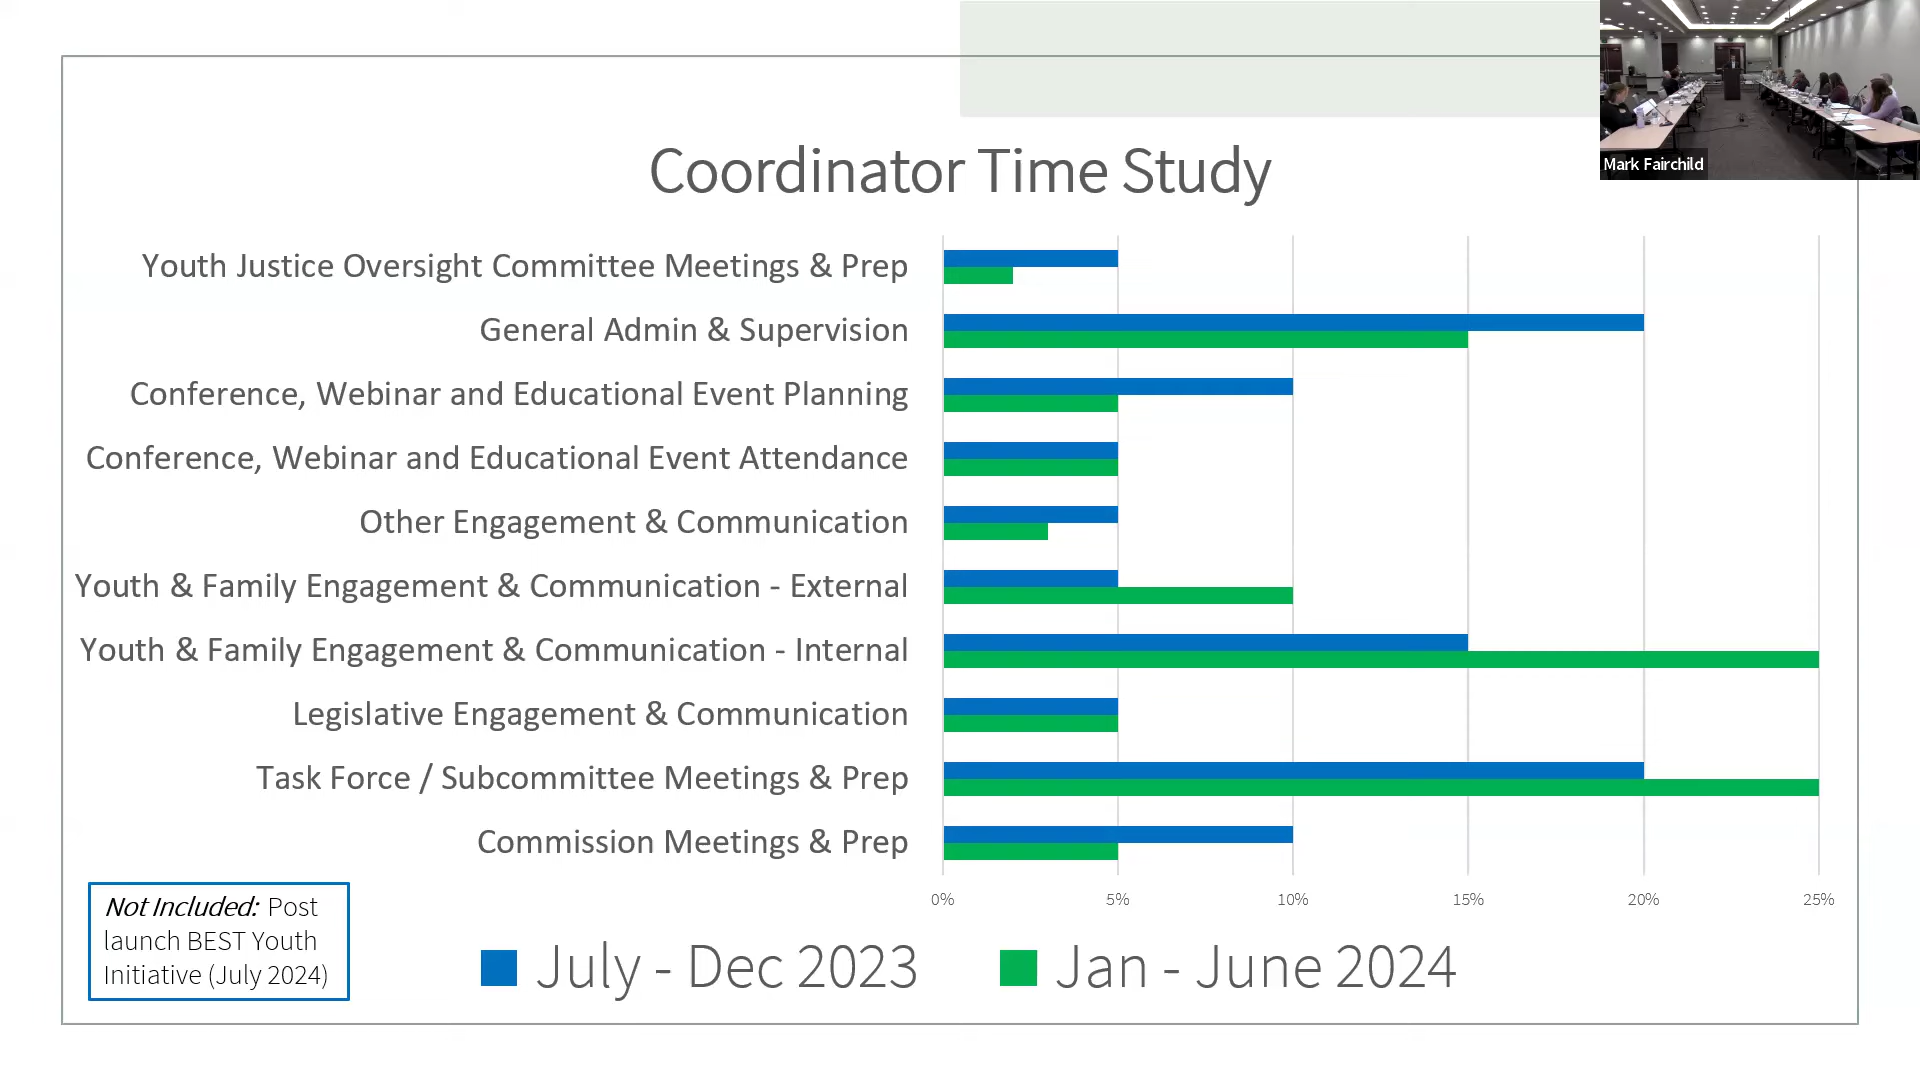 Mark Fairchild
Coordinator Time Study
Youth Justice Oversight Committee Meetings & Prep
General Admin & Supervision
Conference, Webinar and Educational Event Planning
Conference, Webinar and Educational Event Attendance
Other Engagement & Communication
Youth & Family Engagement & Communication - External
Youth & Family Engagement & Communication - Internal
Legislative Engagement & Communication
Task Force / Subcommittee Meetings & Prep
Commission Meetings & Prep
0% 5% 10% 15% 20% 25%
Not Included: Post
launch BEST Youth
Initiative (July 2024)
July - Dec 2023 Jan - June 2024